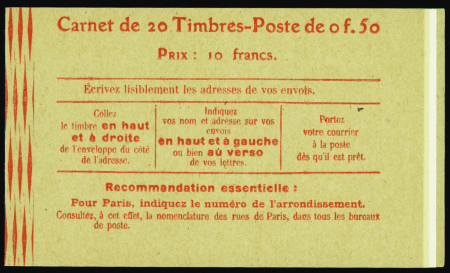 Carnet de 20 Timbres-Poste de 0 f. 50
PRIX : 10 francs.
Écrivez lisiblement les adresses de vos envois.
Collez
le timbre en haut
et à droite
de l'enveloppe du côté
de l'adresse.
Indiquez
vos nom et adresse sur vos
envois
en haut et à gauche
ou bien au verso
de vos lettres.
Portez
votre courrier
à la poste
dès qu'il est prêt.
Recommandation essentielle :
Pour Paris, indiquez le numéro de l'arrondissement.
Consultez, à cet effet, la nomenclature des rues de Paris, dans tous les bureaux
de poste.